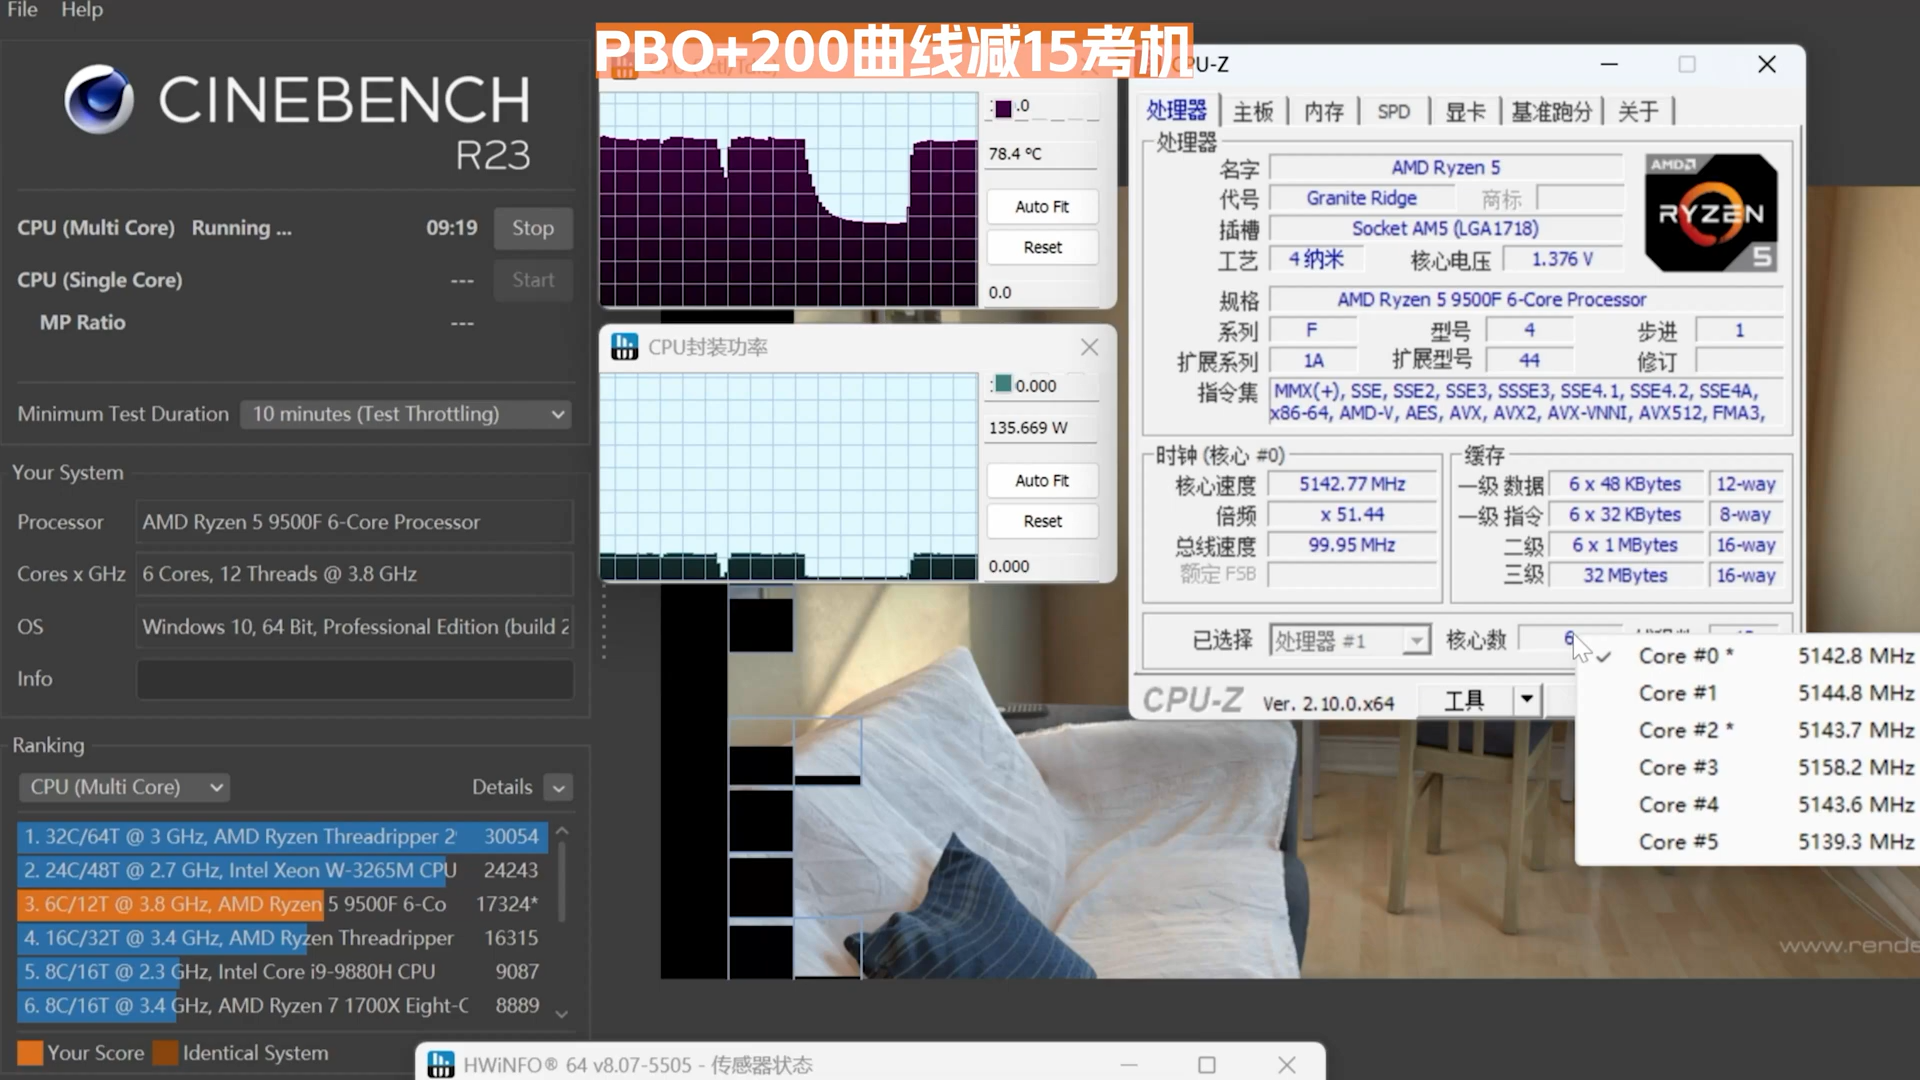 File Help
PBO+200曲线减15考机
CINEBENCH
R23
CPU (Multi Core) Running ... 09:19 Stop
CPU (Single Core) --- Start
MP Ratio ---
Minimum Test Duration 10 minutes (Test Throttling)
Your System
Processor AMD Ryzen 5 9500F 6-Core Processor
Cores x GHz 6 Cores, 12 Threads @ 3.8 GHz
OS Windows 10, 64 Bit, Professional Edition (build 2
Info
Ranking
CPU (Multi Core) Details
1. 32C/64T @ 3 GHz, AMD Ryzen Threadripper 2 30054
2. 24C/48T @ 2.7 GHz, Intel Xeon W-3265M CPU 24243
3. 6C/12T @ 3.8 GHz, AMD Ryzen 5 9500F 6-Co 17324*
4. 16C/32T @ 3.4 GHz, AMD Ryzen Threadripper 16315
5. 8C/16T @ 2.3 GHz, Intel Core i9-9880H CPU 9087
6. 8C/16T @ 3.4 GHz, AMD Ryzen 7 1700X Eight-C 8889
Your Score Identical System
78.4 °C
Auto Fit
Reset
0.0
CPU封装功率
0.000
135.669 W
Auto Fit
Reset
0.000
PU-Z
处理器 主板 内存 SPD 显卡 基准跑分 关于
处理器
名字 AMD Ryzen 5
代号 Granite Ridge 商标
插槽 Socket AM5 (LGA1718)
工艺 4 纳米 核心电压 1.376 V
AMD
RYZEN
5
规格 AMD Ryzen 5 9500F 6-Core Processor
系列 F 型号 4 步进 1
扩展系列 1A 扩展型号 44 修订
指令集 MMX(+), SSE, SSE2, SSE3, SSSE3, SSE4.1, SSE4.2, SSE4A,
x86-64, AMD-V, AES, AVX, AVX2, AVX-VNNI, AVX512, FMA3,
时钟 (核心 #0)
核心速度 5142.77 MHz
倍频 x 51.44
总线速度 99.95 MHz
额定 FSB
缓存
一级 数据 6 x 48 KBytes 12-way
一级 指令 6 x 32 KBytes 8-way
二级 6 x 1 MBytes 16-way
三级 32 MBytes 16-way
已选择 处理器 #1 核心数 6
CPU-Z Ver. 2.10.0.x64 工具
Core #0 * 5142.8 MHz
Core #1 5144.8 MHz
Core #2 * 5143.7 MHz
Core #3 5158.2 MHz
Core #4 5143.6 MHz
Core #5 5139.3 MHz
www.rende
HWiNFO® 64 v8.07-5505 - 传感器状态